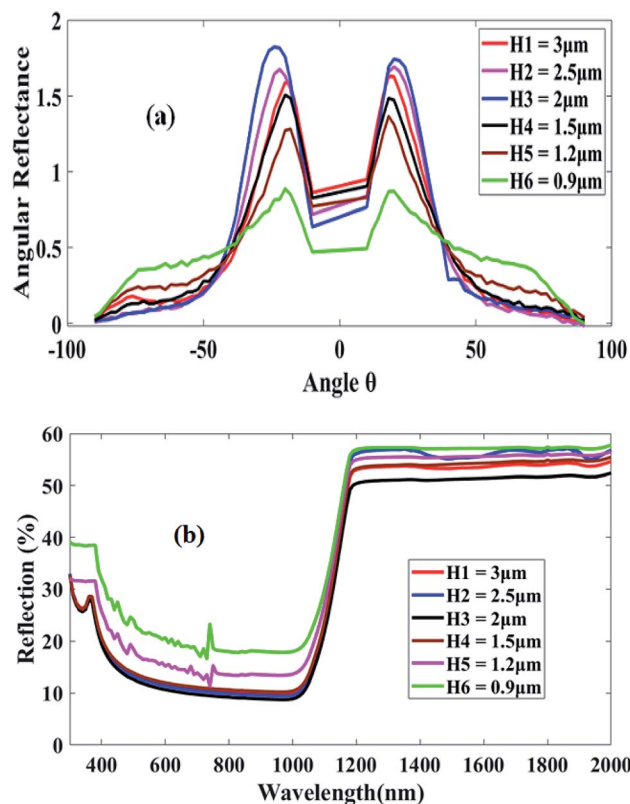 2
1.5
1
0.5
0
Angular Reflectance
(a)
H1 = 3μm
H2 = 2.5μm
H3 = 2μm
H4 = 1.5μm
H5 = 1.2μm
H6 = 0.9μm
-100 -50 0 50 100
Angle θ
60
50
40
30
20
10
0
Reflection (%)
(b)
H1 = 3μm
H2 = 2.5μm
H3 = 2μm
H4 = 1.5μm
H5 = 1.2μm
H6 = 0.9μm
400 600 800 1000 1200 1400 1600 1800 2000
Wavelength(nm)